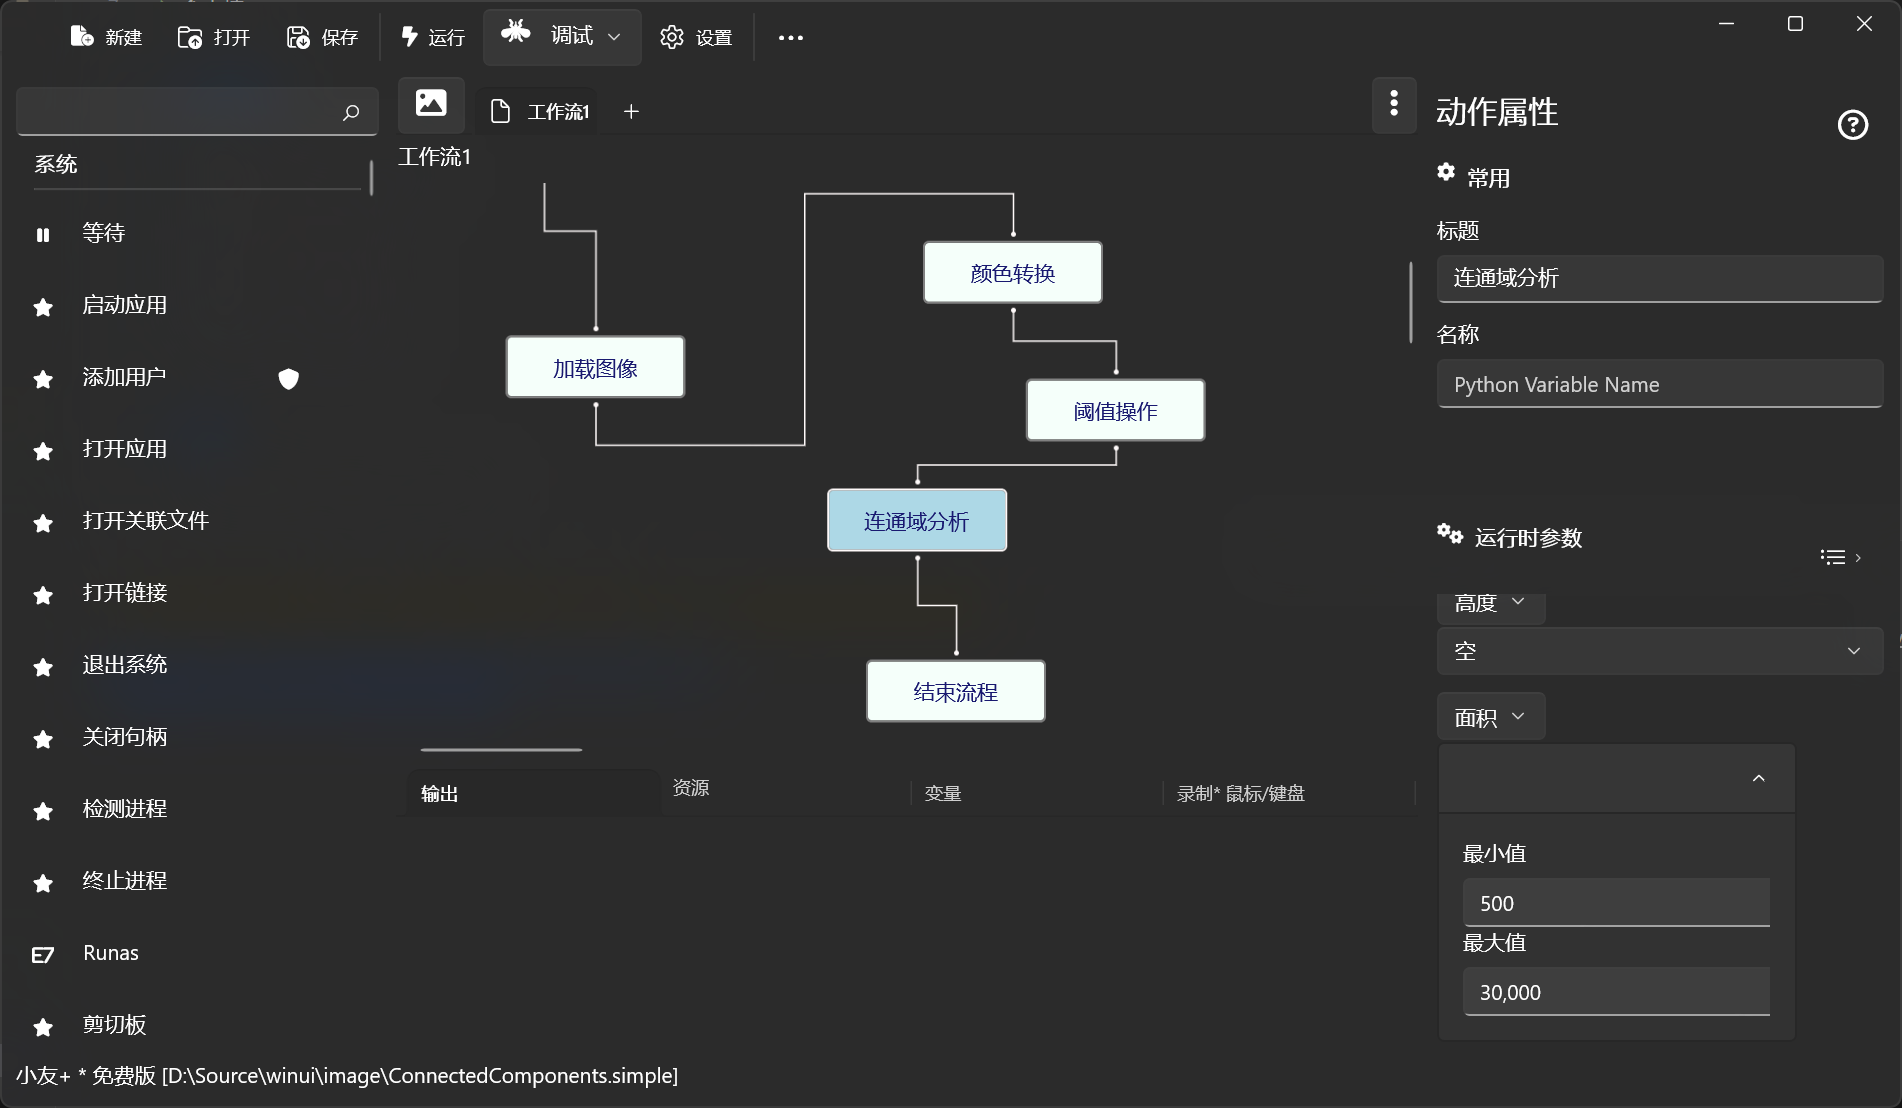 新建
打开
保存
运行
调试
设置
系统
等待
启动应用
添加用户
打开应用
打开关联文件
打开链接
退出系统
关闭句柄
检测进程
终止进程
Runas
剪切板
工作流1
工作流1
颜色转换
加载图像
阈值操作
连通域分析
结束流程
输出
资源
变量
录制* 鼠标/键盘
动作属性
常用
标题
连通域分析
名称
Python Variable Name
运行时参数
高度
空
面积
最小值
500
最大值
30,000
小友+ * 免费版 [D:\Source\winui\image\ConnectedComponents.simple]